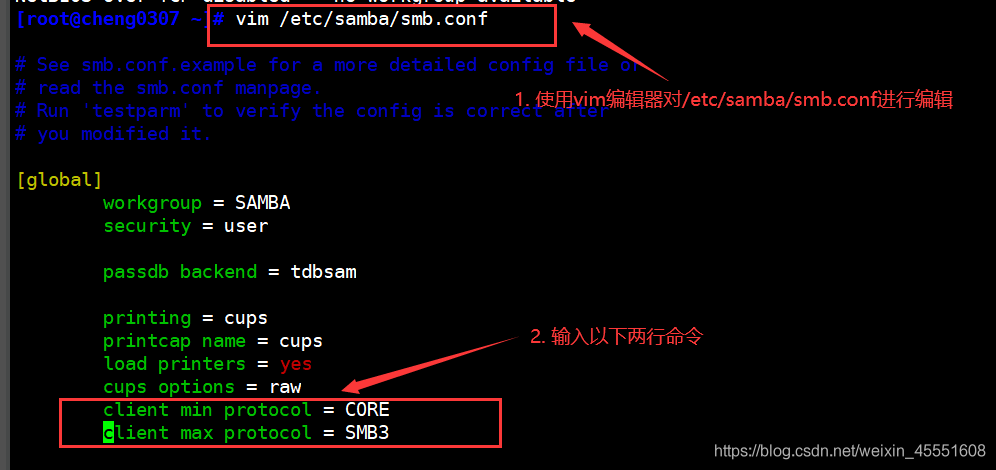 [root@cheng0307 ~]# vim /etc/samba/smb.conf
# See smb.conf.example for a more detailed config file or
# read the smb.conf manpage.
# Run 'testparm' to verify the config is correct after
# you modified it.
1. 使用vim编辑器对/etc/samba/smb.conf进行编辑
[global]
workgroup = SAMBA
security = user
passdb backend = tdbsam
printing = cups
printcap name = cups
load printers = yes
cups options = raw
2. 输入以下两行命令
client min protocol = CORE
client max protocol = SMB3
https://blog.csdn.net/weixin_45551608